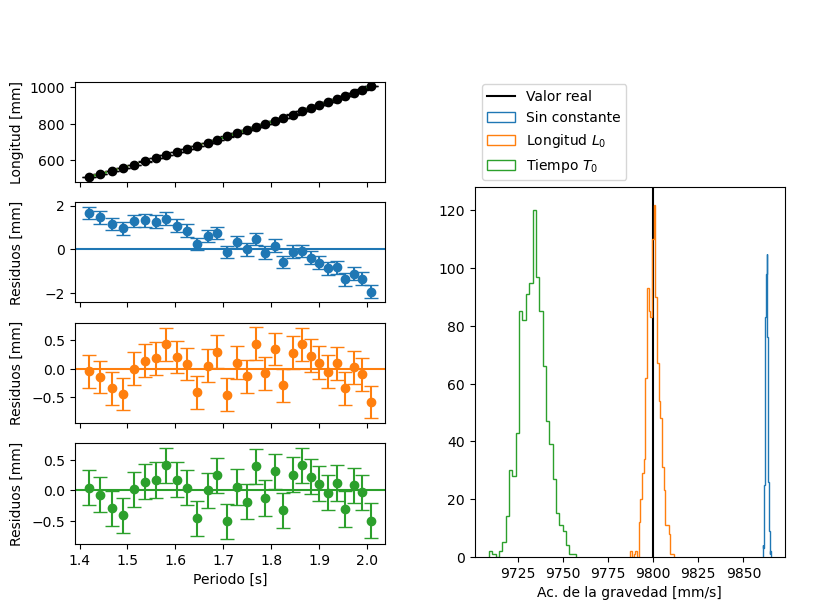 Longitud [mm]
1000
800
600
Residuos [mm]
2
0
−2
Residuos [mm]
0.5
0.0
−0.5
Residuos [mm]
0.5
0.0
−0.5
1.4 1.5 1.6 1.7 1.8 1.9 2.0
Periodo [s]
Valor real
Sin constante
Longitud L₀
Tiempo T₀
120
100
80
60
40
20
0
9725 9750 9775 9800 9825 9850
Ac. de la gravedad [mm/s]